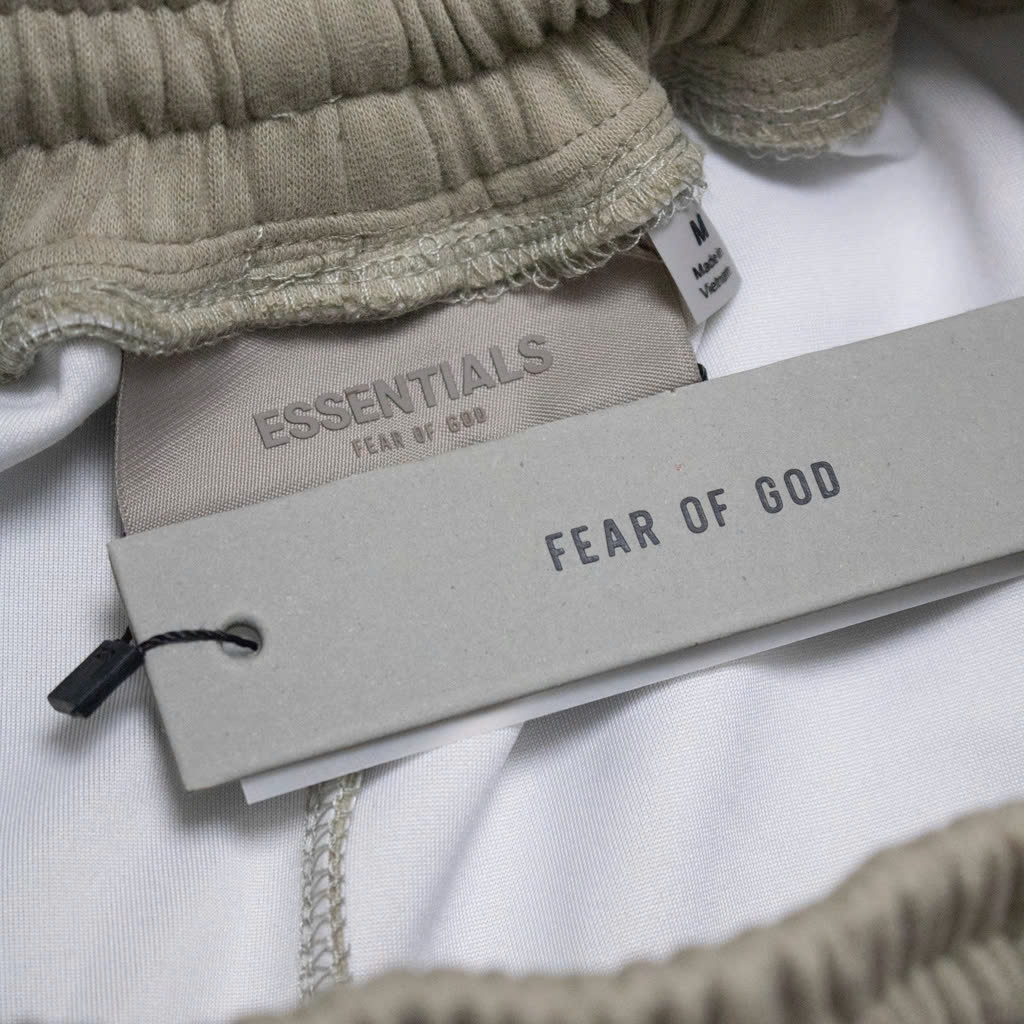 M
Made in
Vietnam
ESSENTIALS
FEAR OF GOD
FEAR OF GOD